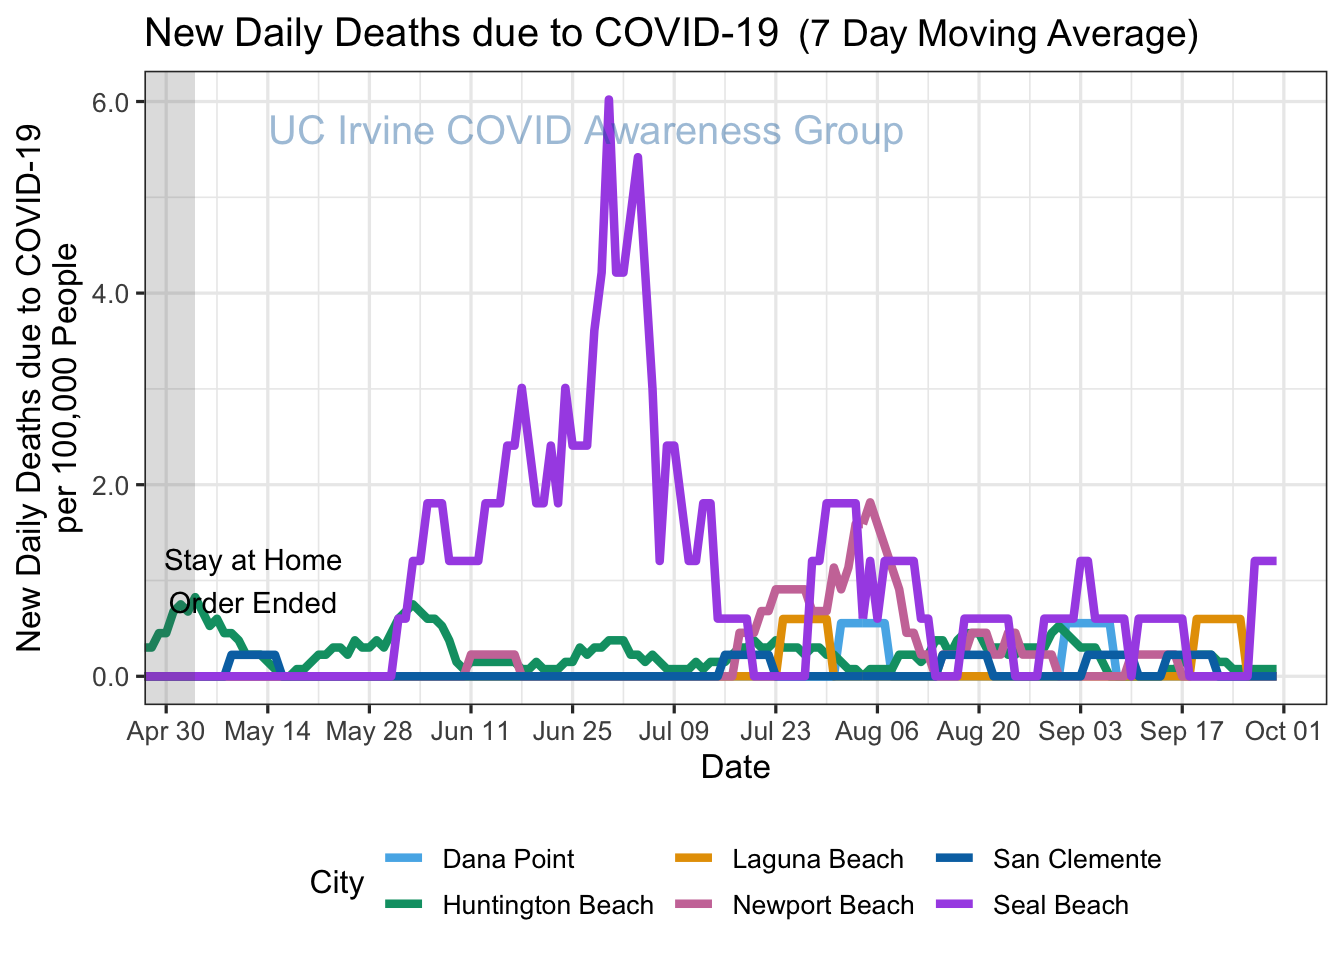 New Daily Deaths due to COVID-19 (7 Day Moving Average)
UC Irvine COVID Awareness Group
New Daily Deaths due to COVID-19
per 100,000 People
6.0
4.0
2.0
0.0
Stay at Home
Order Ended
Apr 30 May 14 May 28 Jun 11 Jun 25 Jul 09 Jul 23 Aug 06 Aug 20 Sep 03 Sep 17 Oct 01
Date
City
Dana Point Laguna Beach San Clemente
Huntington Beach Newport Beach Seal Beach